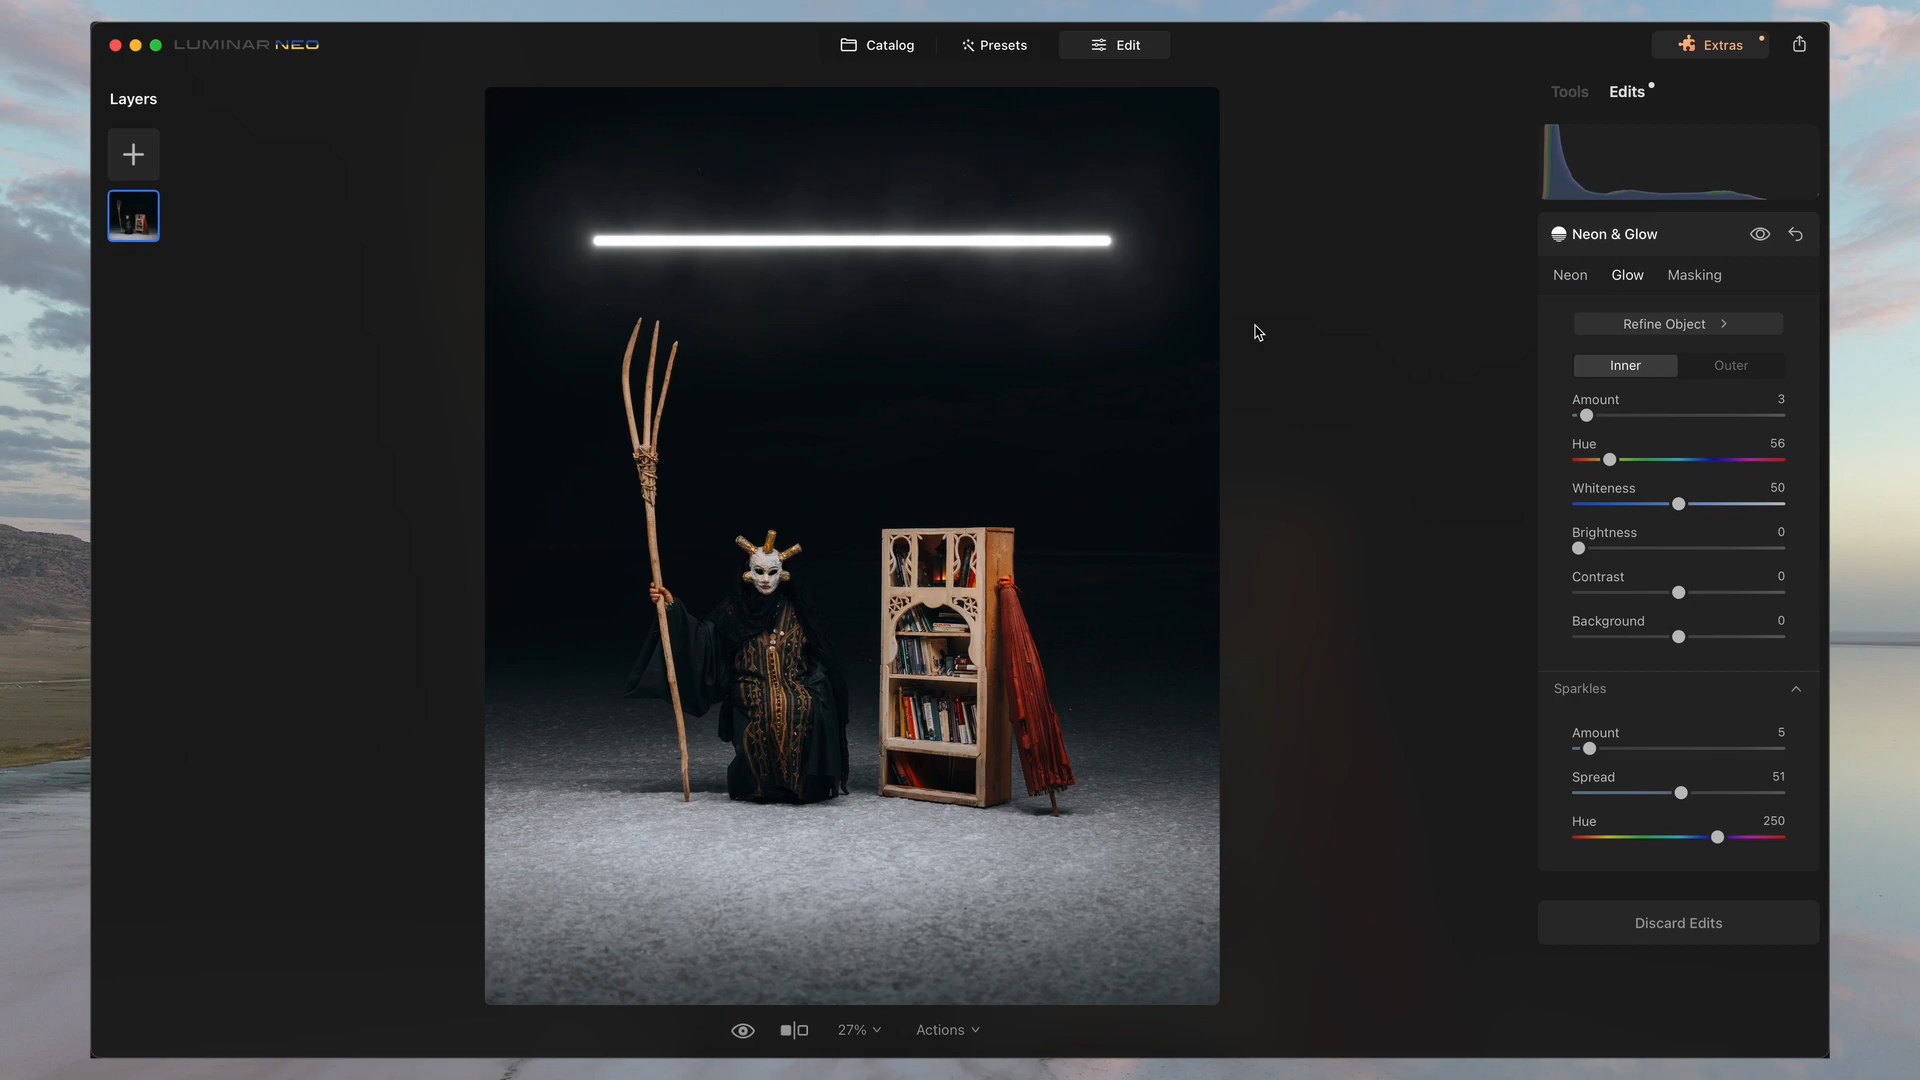 LUMINAR NEO
Catalog
Presets
Edit
Extras
Layers
Tools
Edits
Neon & Glow
Neon
Glow
Masking
Refine Object
Inner
Outer
Amount 3
Hue 56
Whiteness 50
Brightness 0
Contrast 0
Background 0
Sparkles
Amount 5
Spread 51
Hue 250
Discard Edits
27%
Actions